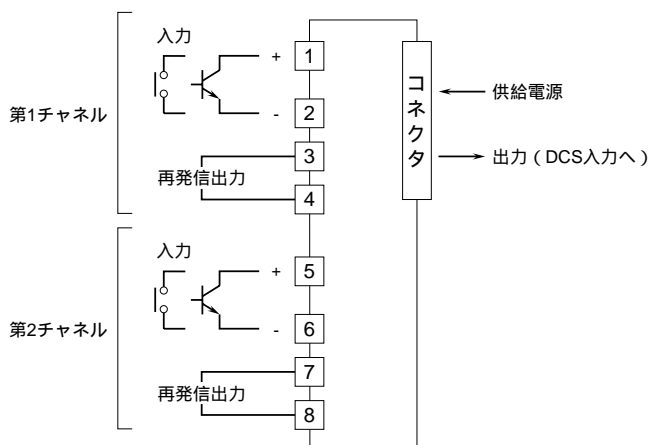 入力
+
1
-
2
第1チャネル
3
再発信出力
4
入力
+
5
-
6
第2チャネル
7
再発信出力
8
コネクタ
供給電源
出力（DCS入力へ）